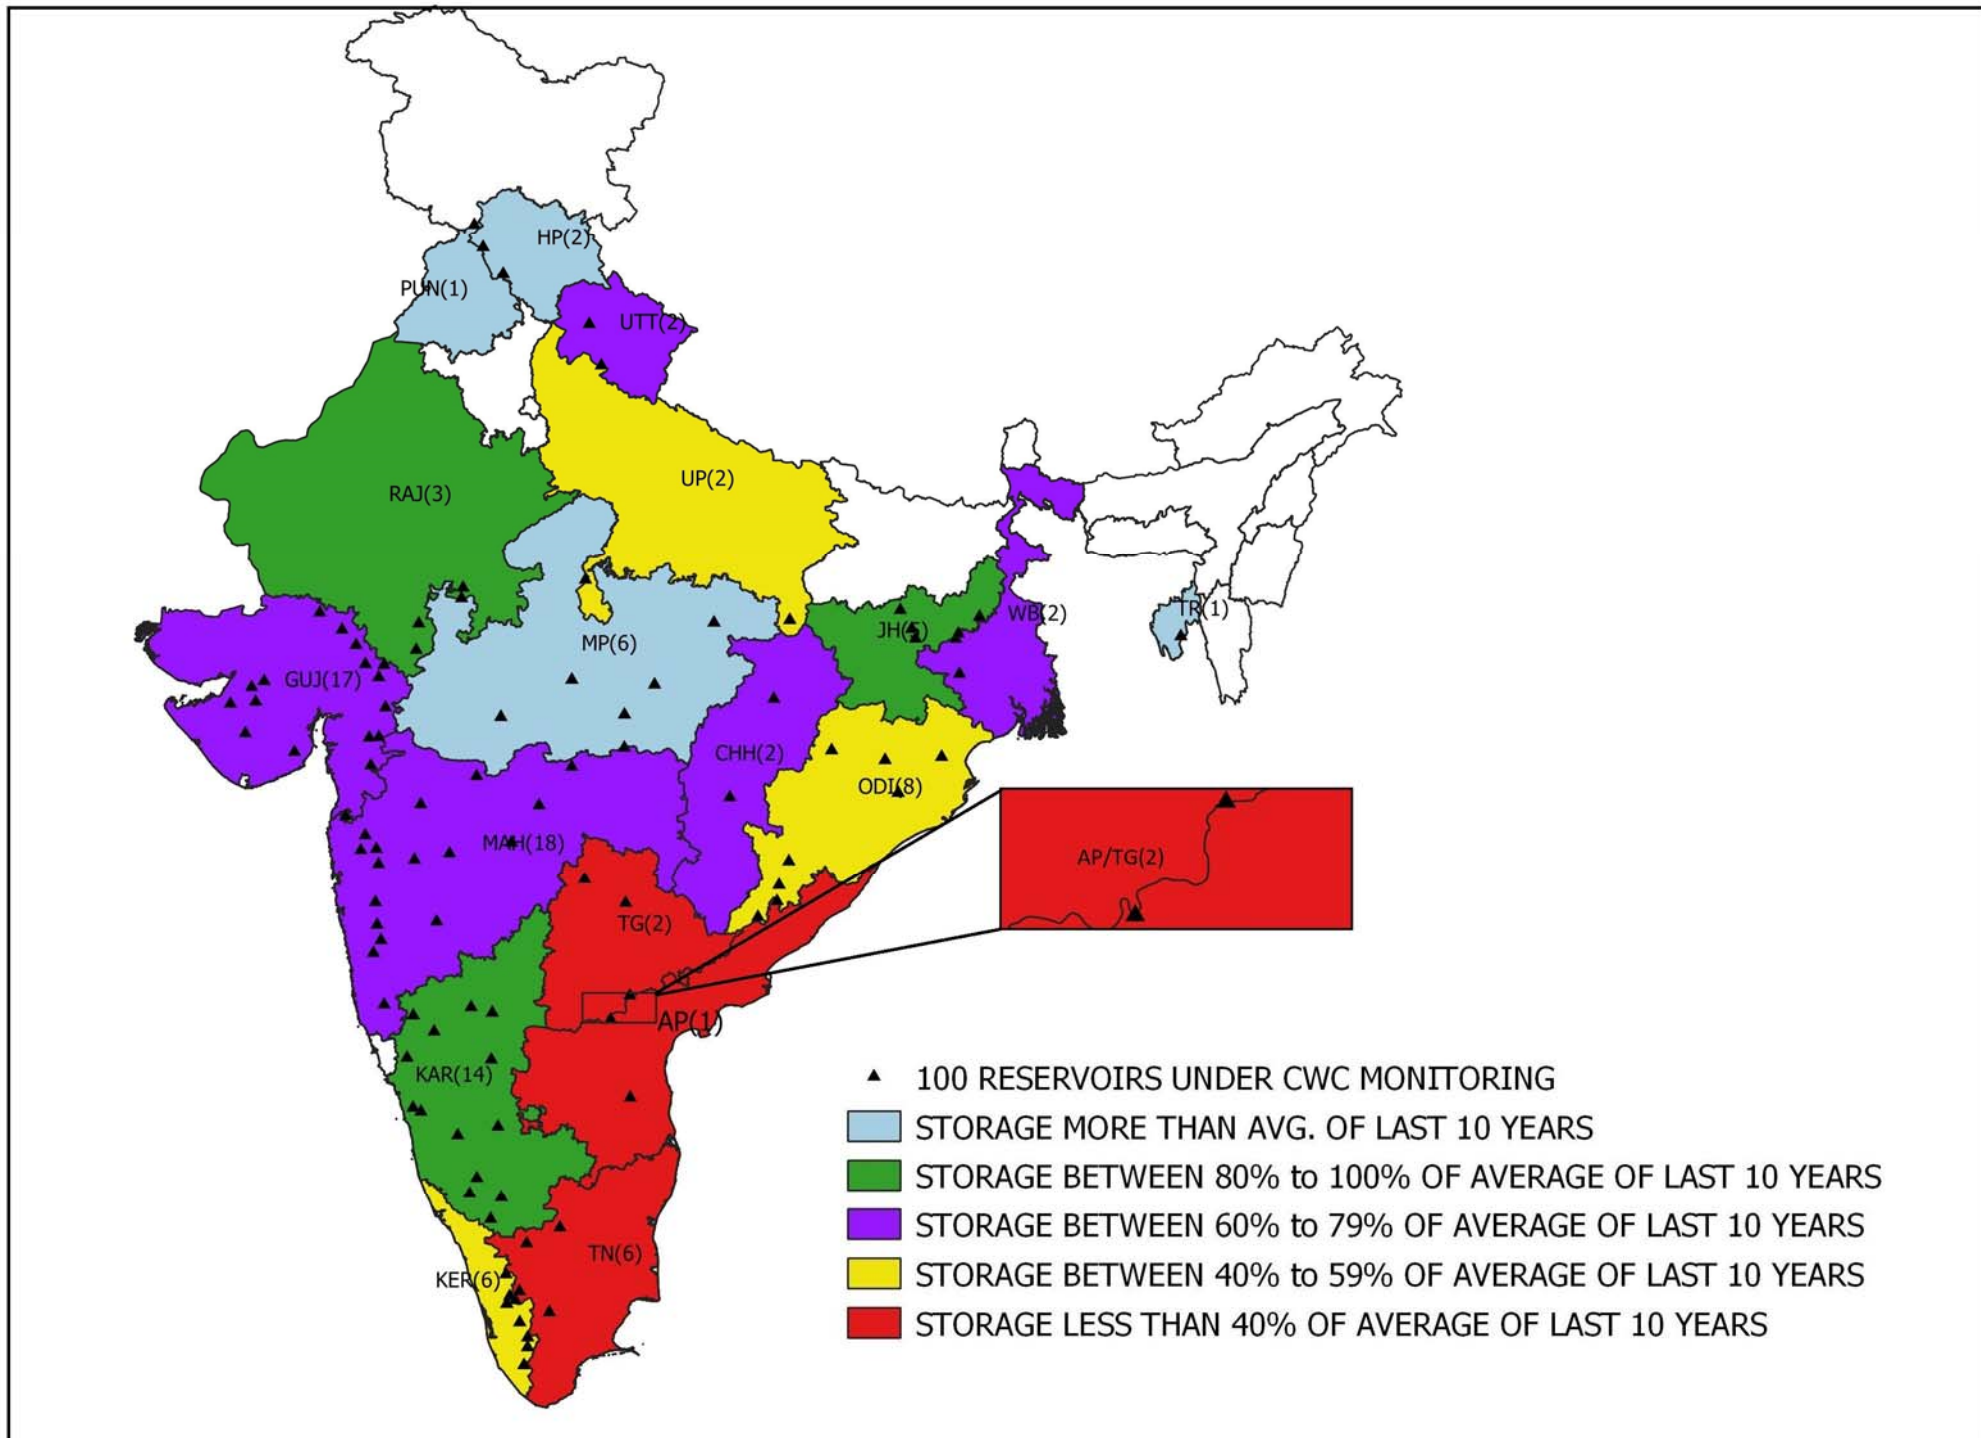 HP(2)
PUN(1)
UTT(2)
UP(2)
RAJ(3)
TR(1)
WB(2)
JH(5)
MP(6)
GUJ(17)
CHH(2)
ODI(8)
MAH(18)
AP/TG(2)
TG(2)
AP(1)
KAR(14)
TN(6)
KER(6)
100 RESERVOIRS UNDER CWC MONITORING
STORAGE MORE THAN AVG. OF LAST 10 YEARS
STORAGE BETWEEN 80% to 100% OF AVERAGE OF LAST 10 YEARS
STORAGE BETWEEN 60% to 79% OF AVERAGE OF LAST 10 YEARS
STORAGE BETWEEN 40% to 59% OF AVERAGE OF LAST 10 YEARS
STORAGE LESS THAN 40% OF AVERAGE OF LAST 10 YEARS